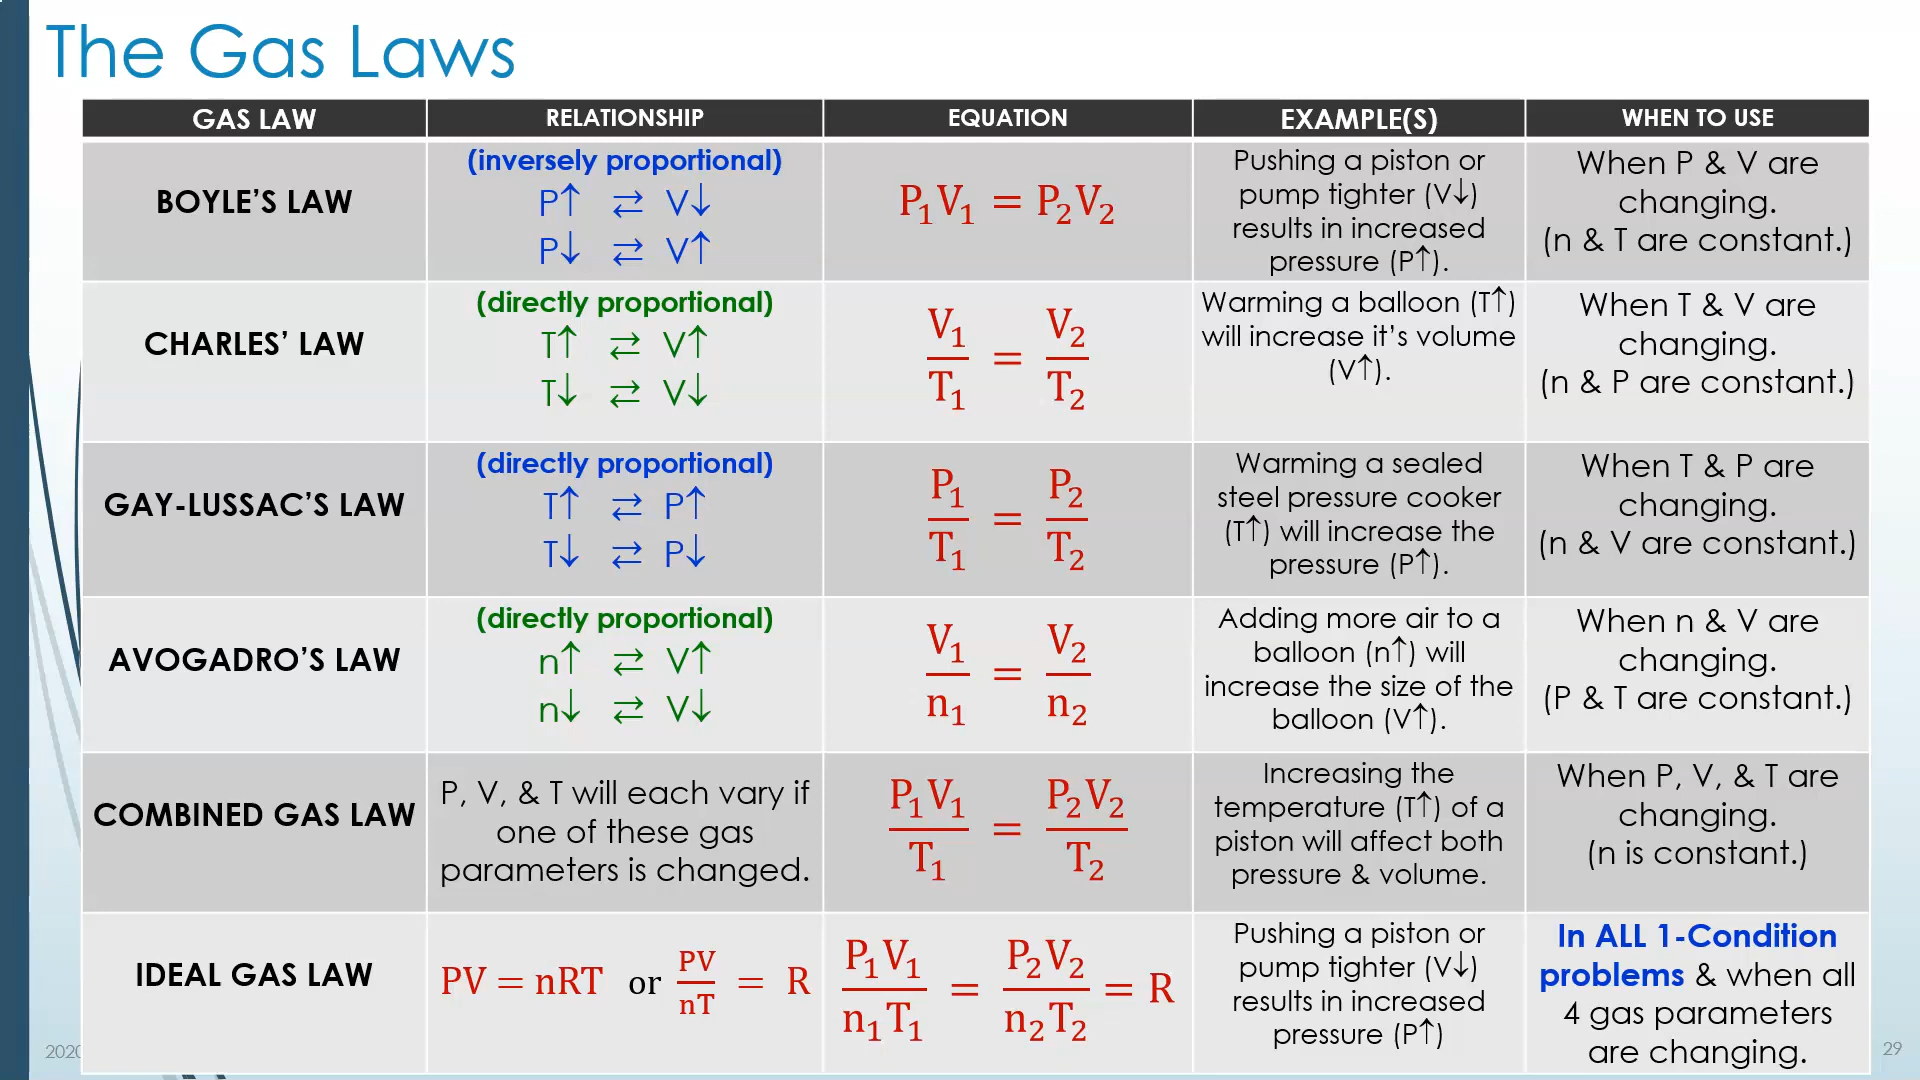 The Gas Laws
GAS LAW
RELATIONSHIP
EQUATION
EXAMPLE(S)
WHEN TO USE
BOYLE’S LAW
(inversely proportional)
P↑ ⇄ V↓
P↓ ⇄ V↑
P₁V₁ = P₂V₂
Pushing a piston or
pump tighter (V↓)
results in increased
pressure (P↑).
When P & V are
changing.
(n & T are constant.)
CHARLES’ LAW
(directly proportional)
T↑ ⇄ V↑
T↓ ⇄ V↓
V₁/T₁ = V₂/T₂
Warming a balloon (T↑)
will increase it’s volume
(V↑).
When T & V are
changing.
(n & P are constant.)
GAY-LUSSAC’S LAW
(directly proportional)
T↑ ⇄ P↑
T↓ ⇄ P↓
P₁/T₁ = P₂/T₂
Warming a sealed
steel pressure cooker
(T↑) will increase the
pressure (P↑).
When T & P are
changing.
(n & V are constant.)
AVOGADRO’S LAW
(directly proportional)
n↑ ⇄ V↑
n↓ ⇄ V↓
V₁/n₁ = V₂/n₂
Adding more air to a
balloon (n↑) will
increase the size of the
balloon (V↑).
When n & V are
changing.
(P & T are constant.)
COMBINED GAS LAW
P, V, & T will each vary if
one of these gas
parameters is changed.
P₁V₁/T₁ = P₂V₂/T₂
Increasing the
temperature (T↑) of a
piston will affect both
pressure & volume.
When P, V, & T are
changing.
(n is constant.)
IDEAL GAS LAW
PV = nRT or PV/nT = R
P₁V₁/n₁T₁ = P₂V₂/n₂T₂ = R
Pushing a piston or
pump tighter (V↓)
results in increased
pressure (P↑)
In ALL 1-Condition
problems & when all
4 gas parameters
are changing.
2020
29